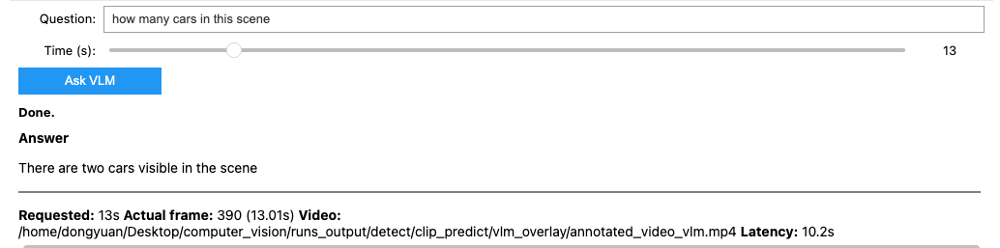 Question: how many cars in this scene
Time (s): 13
Ask VLM
Done.
Answer
There are two cars visible in the scene
Requested: 13s Actual frame: 390 (13.01s) Video:
/home/dongyuan/Desktop/computer_vision/runs_output/detect/clip_predict/vlm_overlay/annotated_video_vlm.mp4 Latency: 10.2s